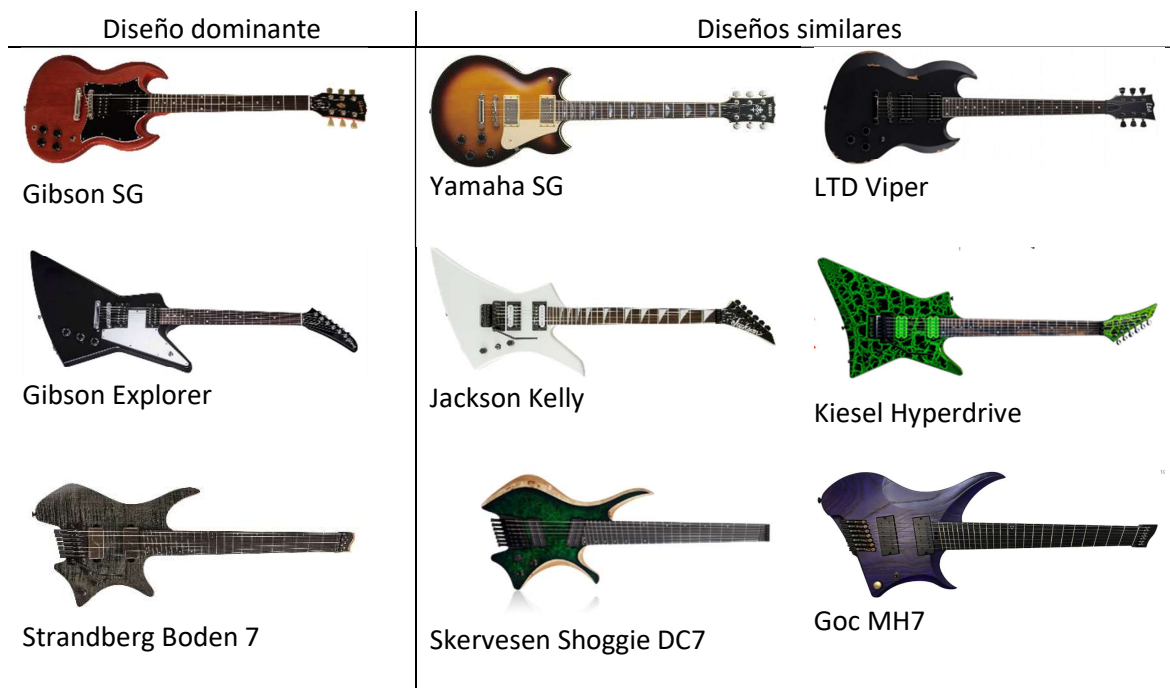 Diseño dominante
Diseños similares
Gibson SG
Yamaha SG
LTD Viper
Gibson Explorer
Jackson Kelly
Kiesel Hyperdrive
Strandberg Boden 7
Skervesen Shoggie DC7
Goc MH7